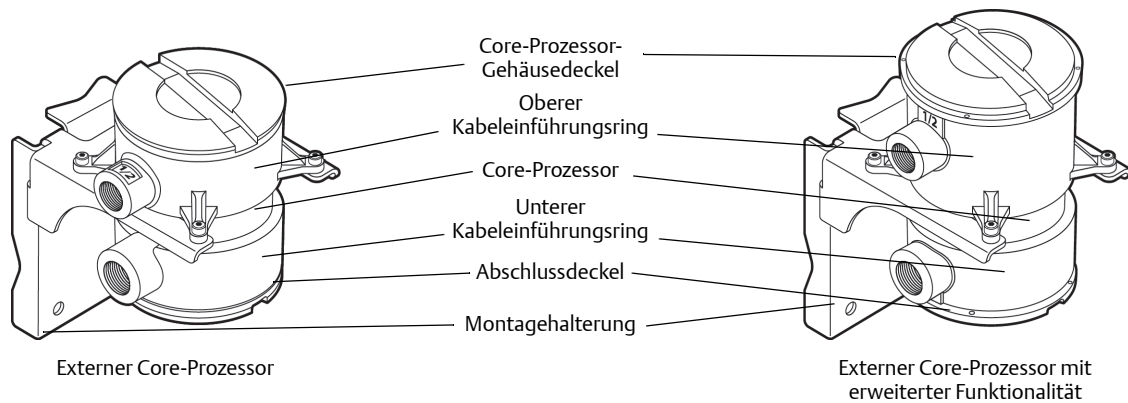 Core-Prozessor-
Gehäusedeckel
Oberer
Kabeleinführungsring
Core-Prozessor
Unterer
Kabeleinführungsring
Abschlussdeckel
Montagehalterung
1/2
1/2
Externer Core-Prozessor
Externer Core-Prozessor mit
erweiterter Funktionalität